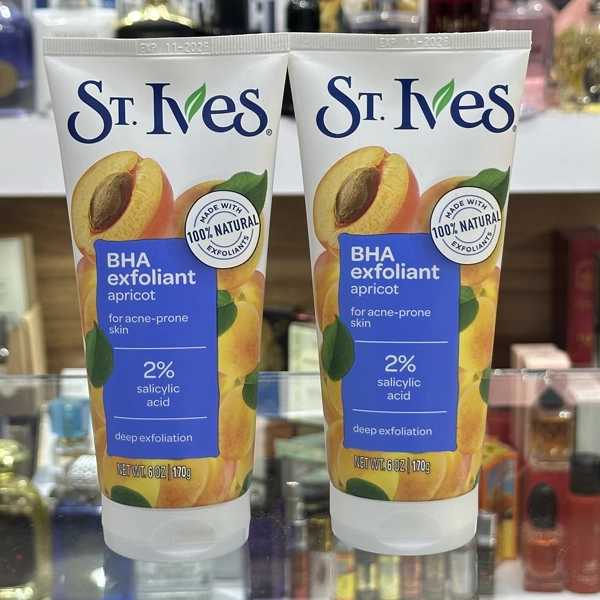 EXP 11-2026
ST. Ives®
MADE WITH
100% NATURAL
EXFOLIANTS
BHA
exfoliant
apricot
for acne-prone
skin
2%
salicylic
acid
deep exfoliation
NET WT. 6 OZ | 170g
EXP 11-2026
ST. Ives®
MADE WITH
100% NATURAL
EXFOLIANTS
BHA
exfoliant
apricot
for acne-prone
skin
2%
salicylic
acid
deep exfoliation
NET WT. 6 OZ | 170g